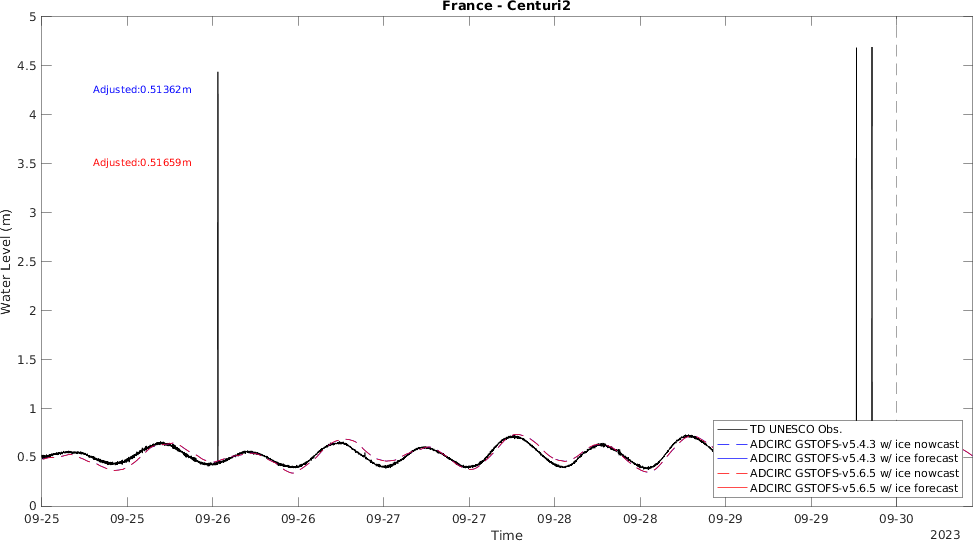 France - Centuri2
5
4.5
4
3.5
3
2.5
2
1.5
1
0.5
0
Water Level (m)
Adjusted:0.51362m
Adjusted:0.51659m
TD UNESCO Obs.
ADCIRC GSTOFS-v5.4.3 w/ ice nowcast
ADCIRC GSTOFS-v5.4.3 w/ ice forecast
ADCIRC GSTOFS-v5.6.5 w/ ice nowcast
ADCIRC GSTOFS-v5.6.5 w/ ice forecast
09-25 09-25 09-26 09-26 09-27 09-27 09-28 09-28 09-29 09-29 09-30
Time
2023